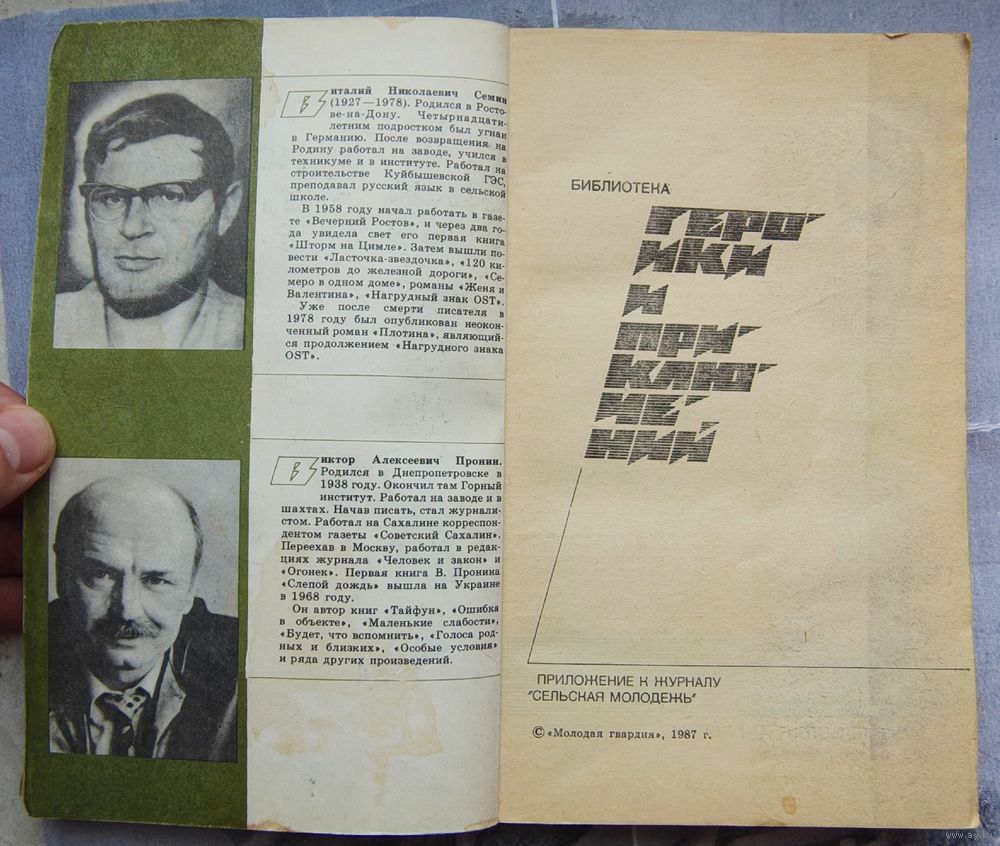 Виталий Николаевич Семин
(1927—1978). Родился в Росто-
ве-на-Дону. Четырнадцати-
летним подростком был угнан
в Германию. После возвращения на
Родину работал на заводе, учился в
техникуме и в институте. Работал на
строительстве Куйбышевской ГЭС,
преподавал русский язык в сельской
школе.
В 1958 году начал работать в газе-
те «Вечерний Ростов», и через два го-
да увидела свет его первая книга
«Шторм на Цимле». Затем вышли по-
вести «Ласточка-звездочка», «120 ки-
лометров до железной дороги», «Се-
меро в одном доме», романы «Женя и
Валентина», «Нагрудный знак OST».
Уже после смерти писателя в
1978 году был опубликован неокон-
ченный роман «Плотина», являющий-
ся продолжением «Нагрудного знака
OST».
Виктор Алексеевич Пронин.
Родился в Днепропетровске в
1938 году. Окончил там Горный
институт. Работал на заводе и в
шахтах. Начав писать, стал журнали-
стом. Работал на Сахалине корреспон-
дентом газеты «Советский Сахалин».
Переехав в Москву, работал в редак-
циях журнала «Человек и закон» и
«Огонек». Первая книга В. Пронина
«Слепой дождь» вышла на Украине
в 1968 году.
Он автор книг «Тайфун», «Ошибка
в объекте», «Маленькие слабости»,
«Будет, что вспомнить», «Голоса род-
ных и близких», «Особые условия»
и ряда других произведений.
БИБЛИОТЕКА
ГЕРО-
ИКИ
И
ПРИ-
КЛЮ-
ЧЕ-
НИЙ
ПРИЛОЖЕНИЕ К ЖУРНАЛУ
"СЕЛЬСКАЯ МОЛОДЕЖЬ"
© «Молодая гвардия», 1987 г.
www.ay.by